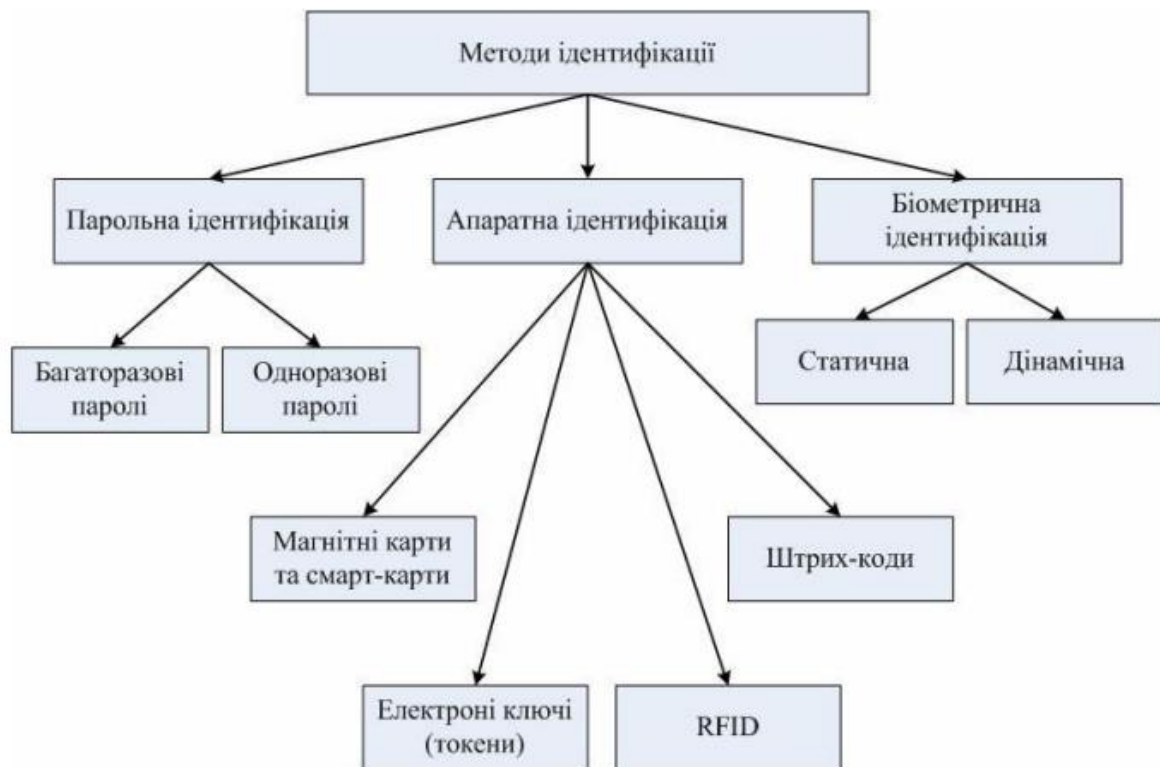 Методи ідентифікації
Парольна ідентифікація
Апаратна ідентифікація
Біометрична
ідентифікація
Багаторазові
паролі
Одноразові
паролі
Статична
Дінамічна
Магнітні карти
та смарт-карти
Штрих-коди
Електроні ключі
(токени)
RFID